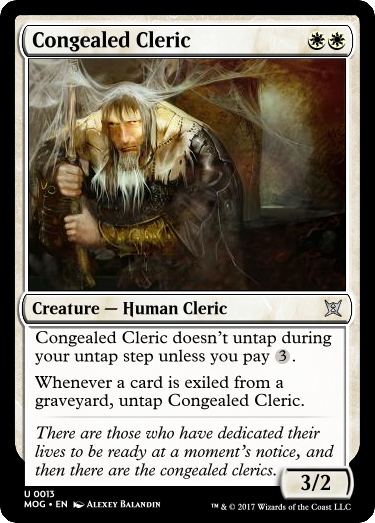 Congealed Cleric
Creature — Human Cleric
Congealed Cleric doesn't untap during
your untap step unless you pay 3.
Whenever a card is exiled from a
graveyard, untap Congealed Cleric.
There are those who have dedicated their
lives to be ready at a moment's notice, and
then there are the congealed clerics.
3/2
U 0013
MOG • EN Alexey Balandin
™ & © 2017 Wizards of the Coast LLC